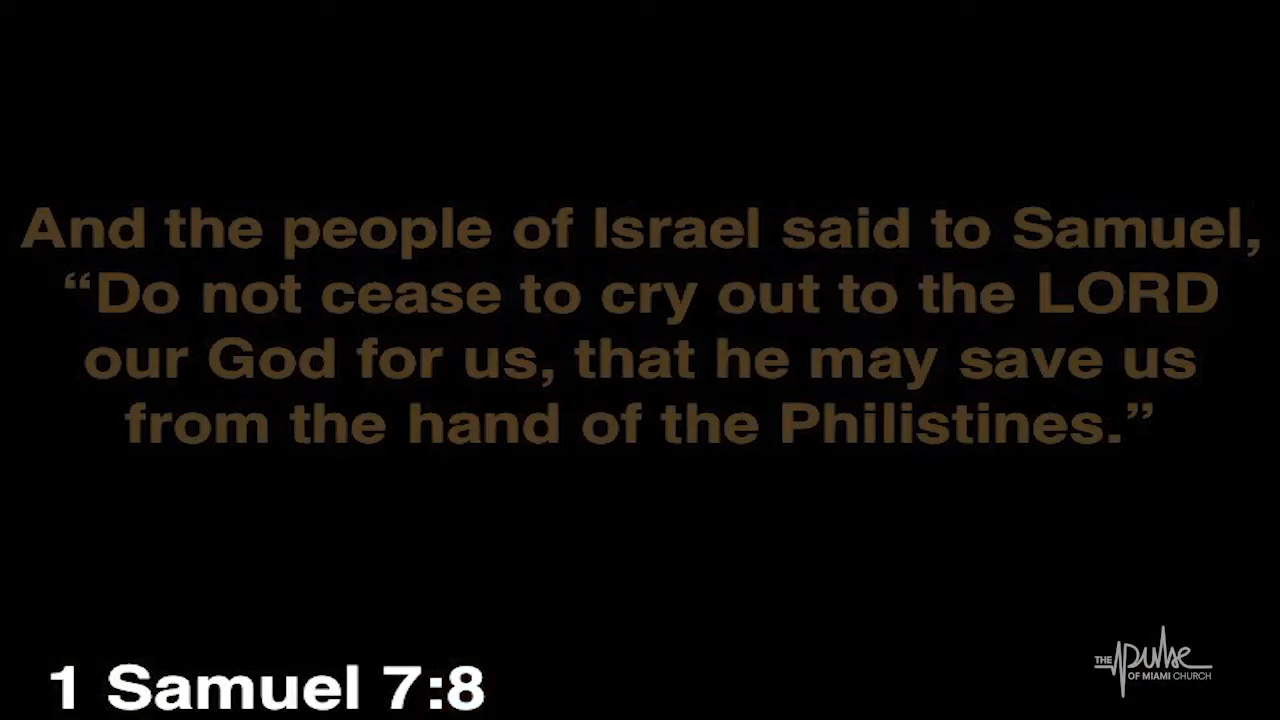 And the people of Israel said to Samuel,
“Do not cease to cry out to the LORD
our God for us, that he may save us
from the hand of the Philistines.”
1 Samuel 7:8
THE pulse
OF MIAMI CHURCH